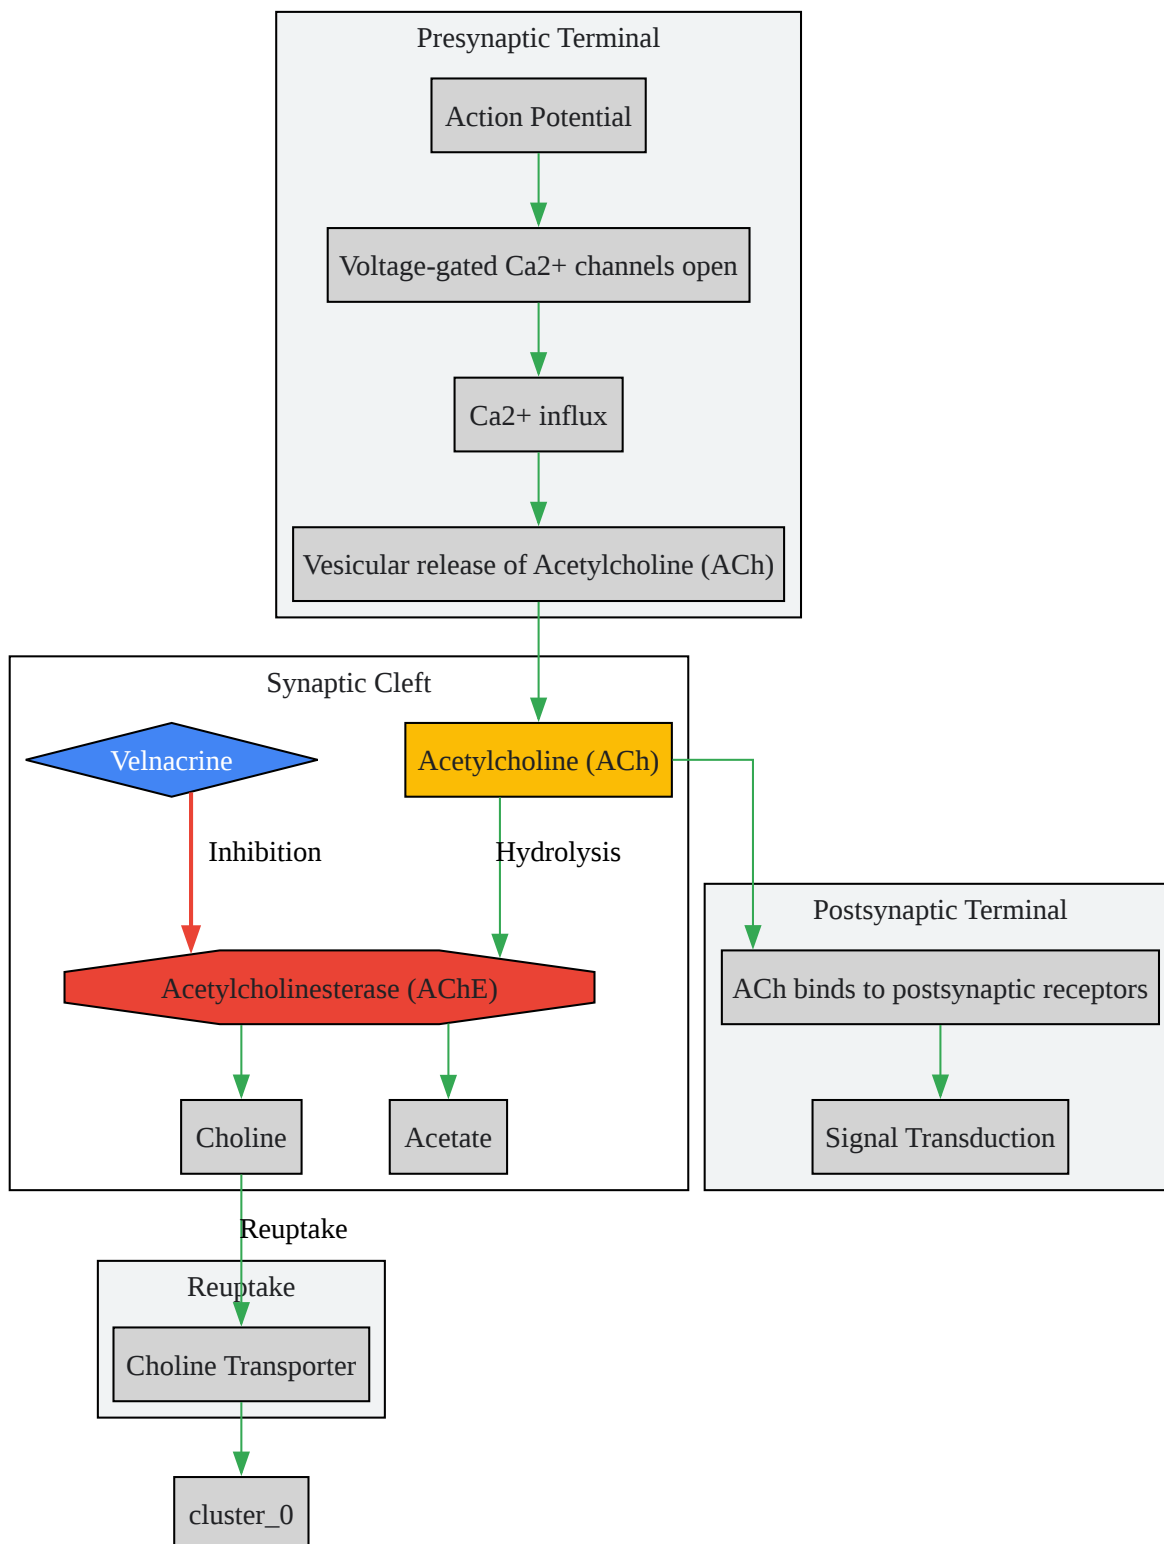 Presynaptic Terminal
Action Potential
Voltage-gated Ca2+ channels open
Ca2+ influx
Vesicular release of Acetylcholine (ACh)
Synaptic Cleft
Velnacrine
Acetylcholine (ACh)
Inhibition
Hydrolysis
Postsynaptic Terminal
Acetylcholinesterase (AChE)
ACh binds to postsynaptic receptors
Choline
Acetate
Signal Transduction
Reuptake
Reuptake
Choline Transporter
cluster_0